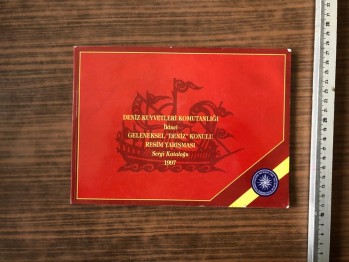 DENİZ KUVVETLERİ KOMUTANLIĞI
İkinci
GELENEKSEL "DENİZ" KONULU
RESİM YARIŞMASI
Sergi Kataloğu
1997